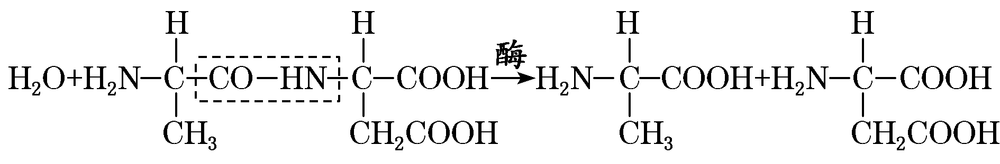 H H 酶 H H
H₂O+H₂N—C—CO—HN—C—COOH→H₂N—C—COOH+H₂N—C—COOH
CH₃ CH₂COOH CH₃ CH₂COOH